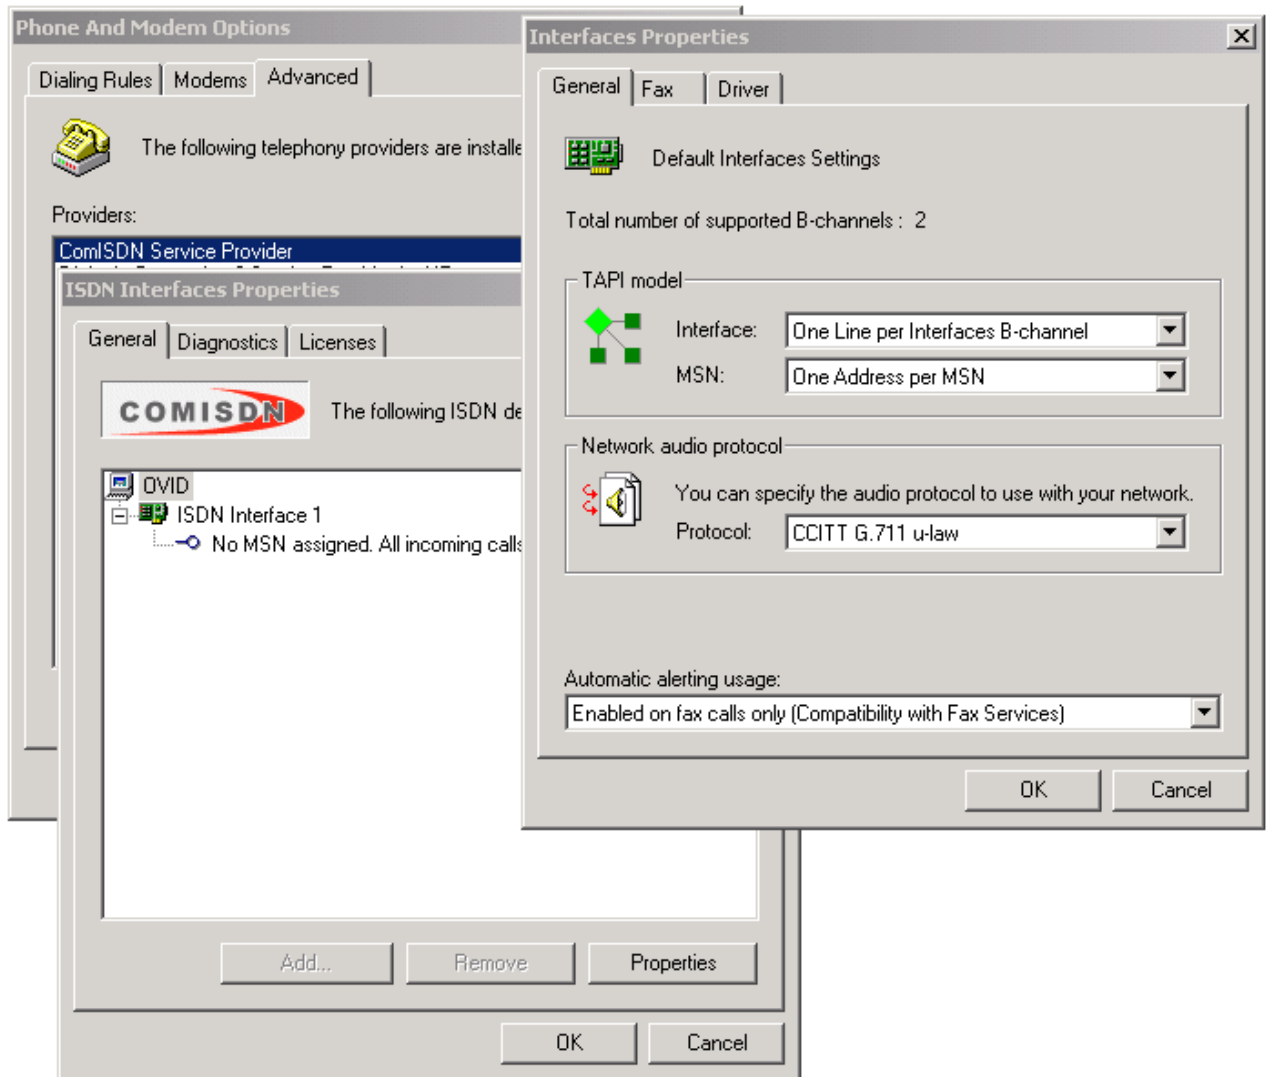 Phone And Modem Options
Dialing Rules
Modems
Advanced
The following telephony providers are installe
Providers:
ComISDN Service Provider
ISDN Interfaces Properties
General
Diagnostics
Licenses
COMISDN
The following ISDN de
OVID
ISDN Interface 1
No MSN assigned. All incoming calls
Add...
Remove
Properties
OK
Cancel
Interfaces Properties
General
Fax
Driver
Default Interfaces Settings
Total number of supported B-channels : 2
TAPI model
Interface: One Line per Interfaces B-channel
MSN: One Address per MSN
Network audio protocol
You can specify the audio protocol to use with your network.
Protocol: CCITT G.711 u-law
Automatic alerting usage:
Enabled on fax calls only (Compatibility with Fax Services)
OK
Cancel